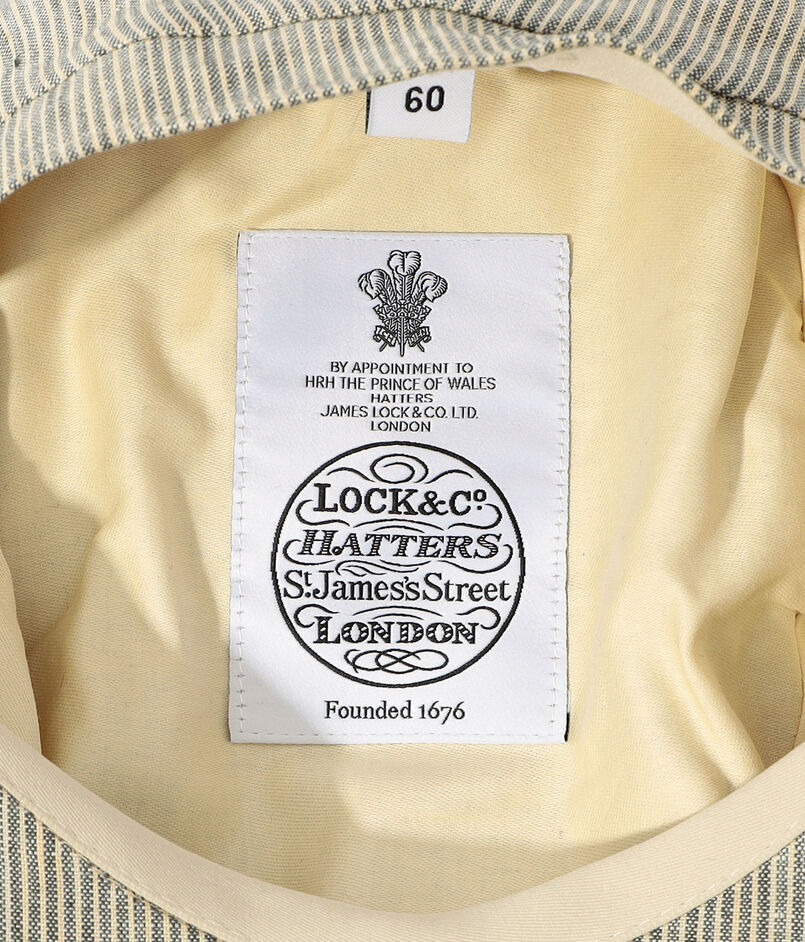 60
BY APPOINTMENT TO
HRH THE PRINCE OF WALES
HATTERS
JAMES LOCK & CO. LTD.
LONDON
LOCK & Co.
HATTERS
St. James's Street
LONDON
Founded 1676